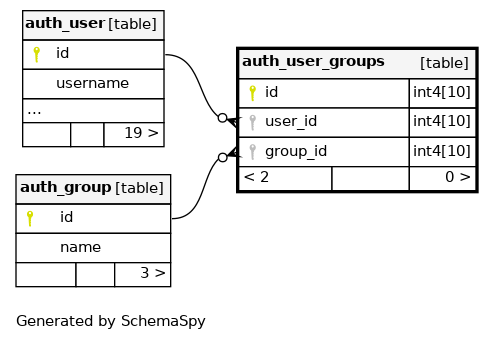 auth_user [table]
id
username
...
19 >
auth_user_groups [table]
id int4[10]
user_id int4[10]
group_id int4[10]
< 2 0 >
auth_group [table]
id
name
3 >
Generated by SchemaSpy